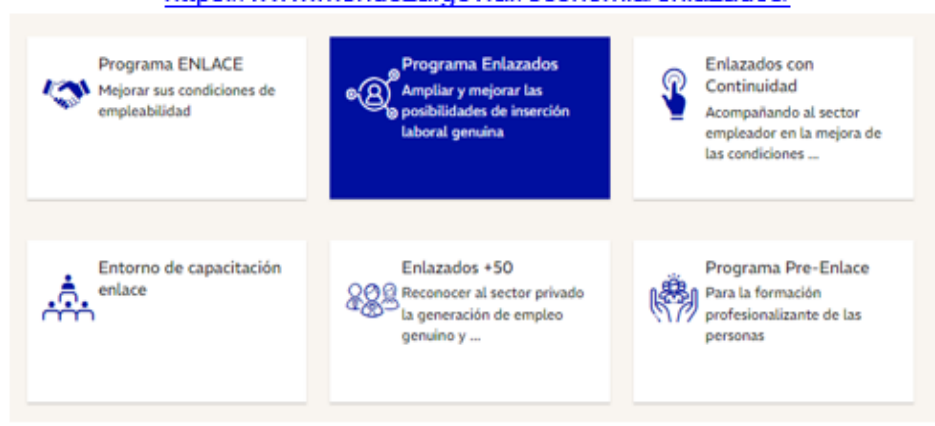 Programa ENLACE
Mejorar sus condiciones de
empleabilidad
Programa Enlazados
Ampliar y mejorar las
posibilidades de inserción
laboral genuina
Enlazados con
Continuidad
Acompañando al sector
empleador en la mejora de
las condiciones ...
Entorno de capacitación
enlace
Enlazados +50
Reconocer al sector privado
la generación de empleo
genuino y ...
Programa Pre-Enlace
Para la formación
profesionalizante de las
personas